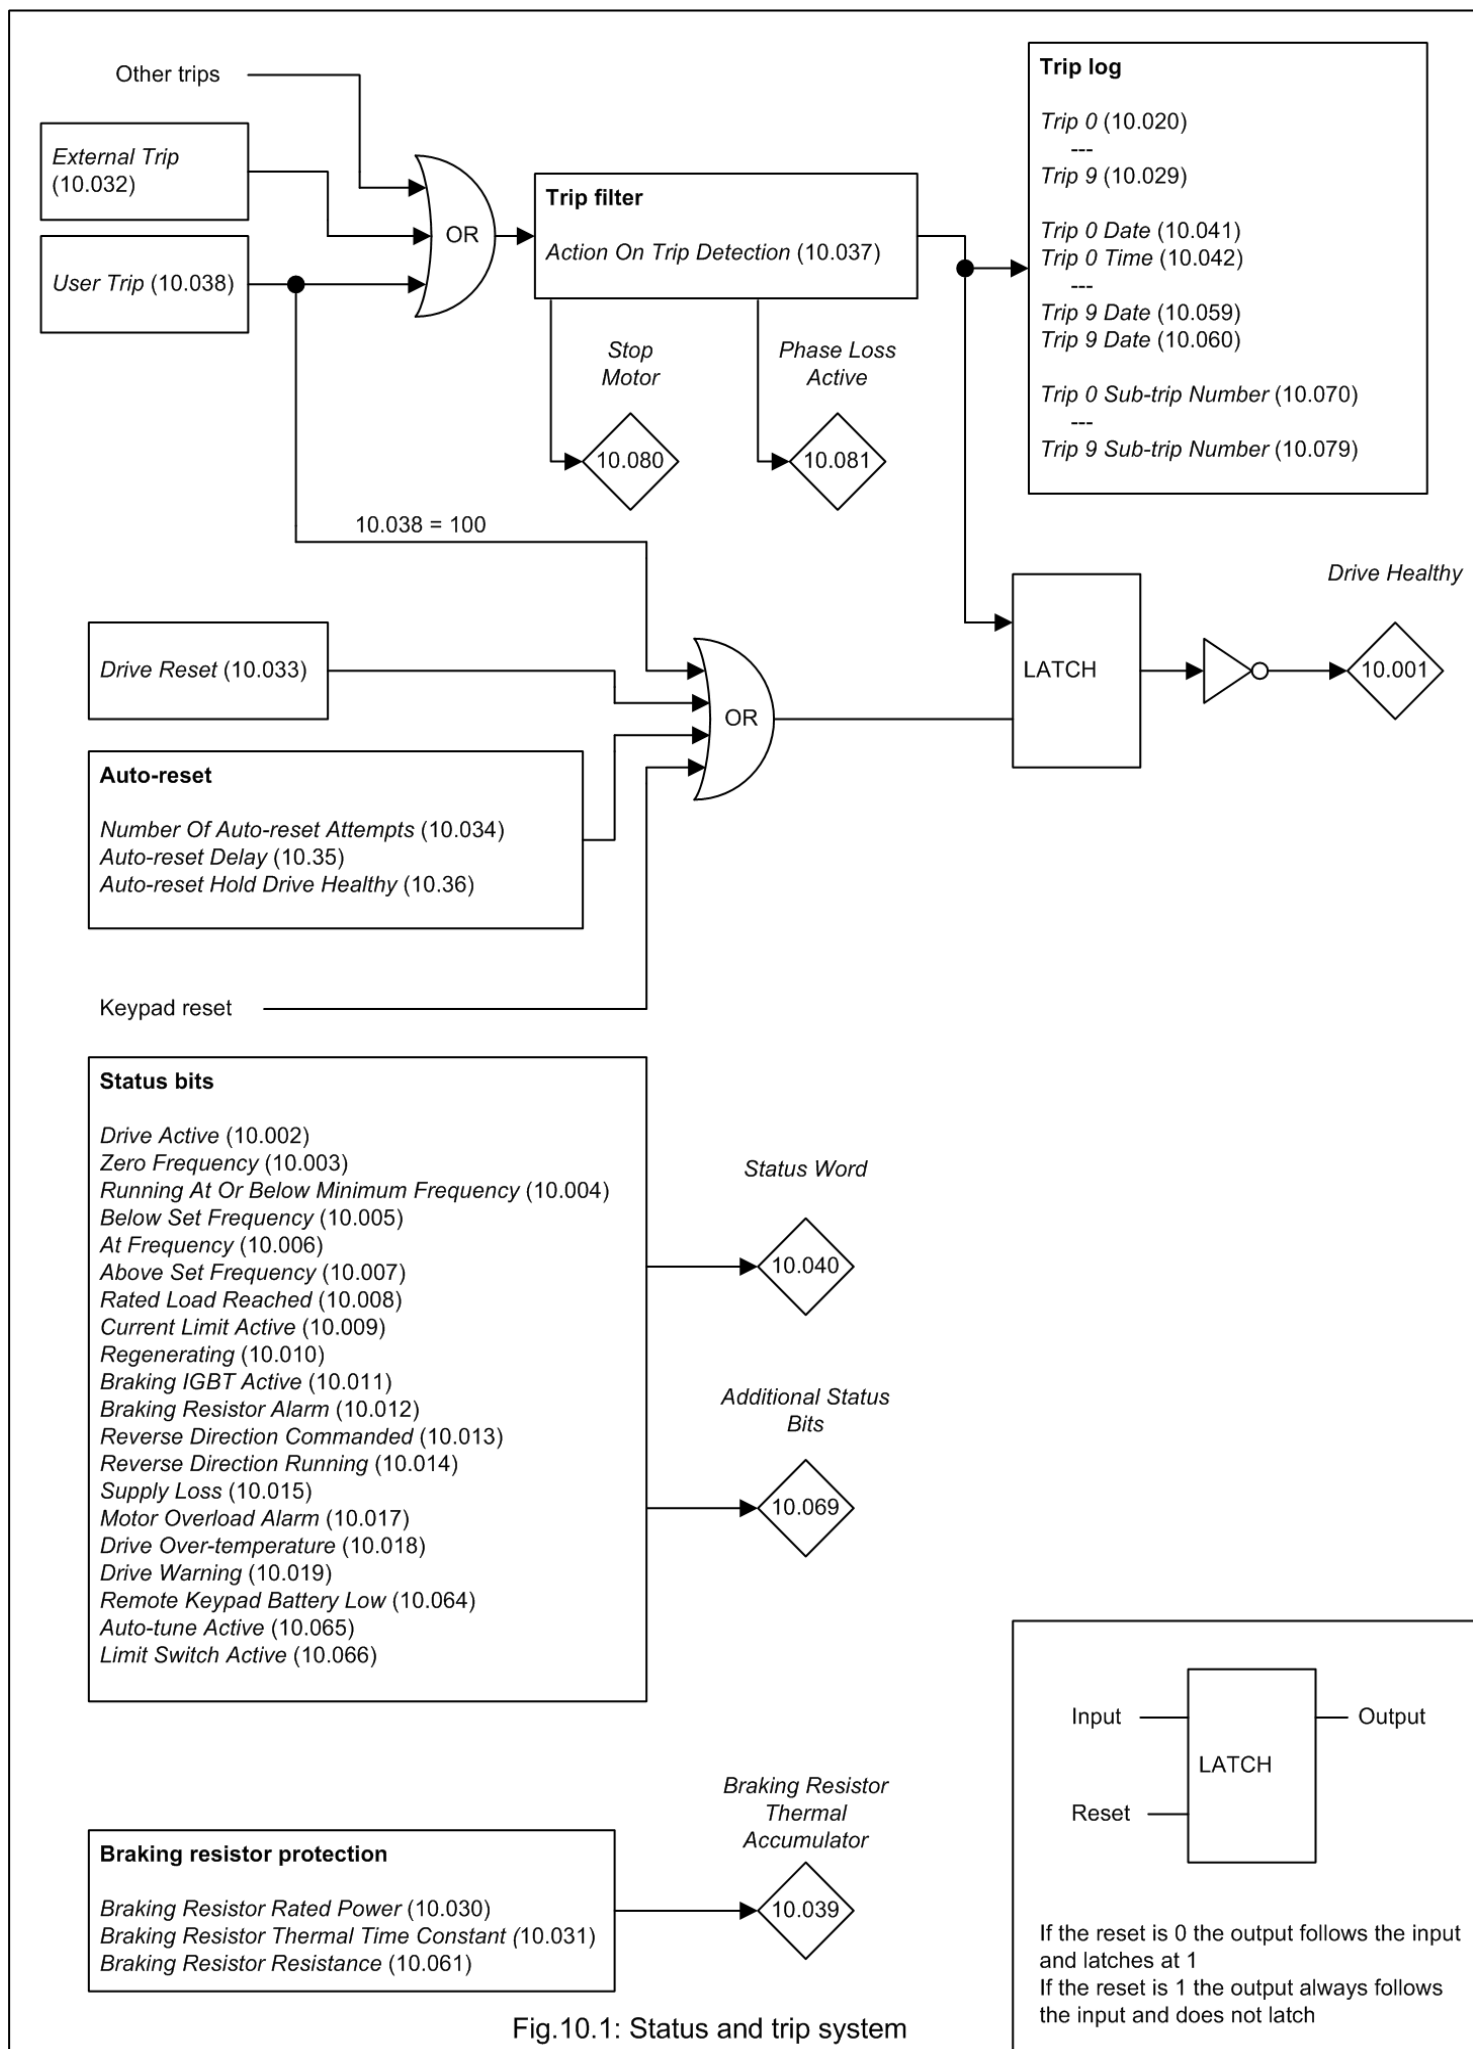 Other trips
External Trip
(10.032)
User Trip (10.038)
OR
Trip filter
Action On Trip Detection (10.037)
Stop
Motor
10.080
Phase Loss
Active
10.081
Trip log
Trip 0 (10.020)
---
Trip 9 (10.029)
Trip 0 Date (10.041)
Trip 0 Time (10.042)
---
Trip 9 Date (10.059)
Trip 9 Date (10.060)
Trip 0 Sub-trip Number (10.070)
---
Trip 9 Sub-trip Number (10.079)
10.038 = 100
Drive Reset (10.033)
OR
LATCH
Drive Healthy
10.001
Auto-reset
Number Of Auto-reset Attempts (10.034)
Auto-reset Delay (10.35)
Auto-reset Hold Drive Healthy (10.36)
Keypad reset
Status bits
Drive Active (10.002)
Zero Frequency (10.003)
Running At Or Below Minimum Frequency (10.004)
Below Set Frequency (10.005)
At Frequency (10.006)
Above Set Frequency (10.007)
Rated Load Reached (10.008)
Current Limit Active (10.009)
Regenerating (10.010)
Braking IGBT Active (10.011)
Braking Resistor Alarm (10.012)
Reverse Direction Commanded (10.013)
Reverse Direction Running (10.014)
Supply Loss (10.015)
Motor Overload Alarm (10.017)
Drive Over-temperature (10.018)
Drive Warning (10.019)
Remote Keypad Battery Low (10.064)
Auto-tune Active (10.065)
Limit Switch Active (10.066)
Status Word
10.040
Additional Status
Bits
10.069
Braking resistor protection
Braking Resistor Rated Power (10.030)
Braking Resistor Thermal Time Constant (10.031)
Braking Resistor Resistance (10.061)
Braking Resistor
Thermal
Accumulator
10.039
Input
Reset
LATCH
Output
If the reset is 0 the output follows the input
and latches at 1
If the reset is 1 the output always follows
the input and does not latch
Fig.10.1: Status and trip system